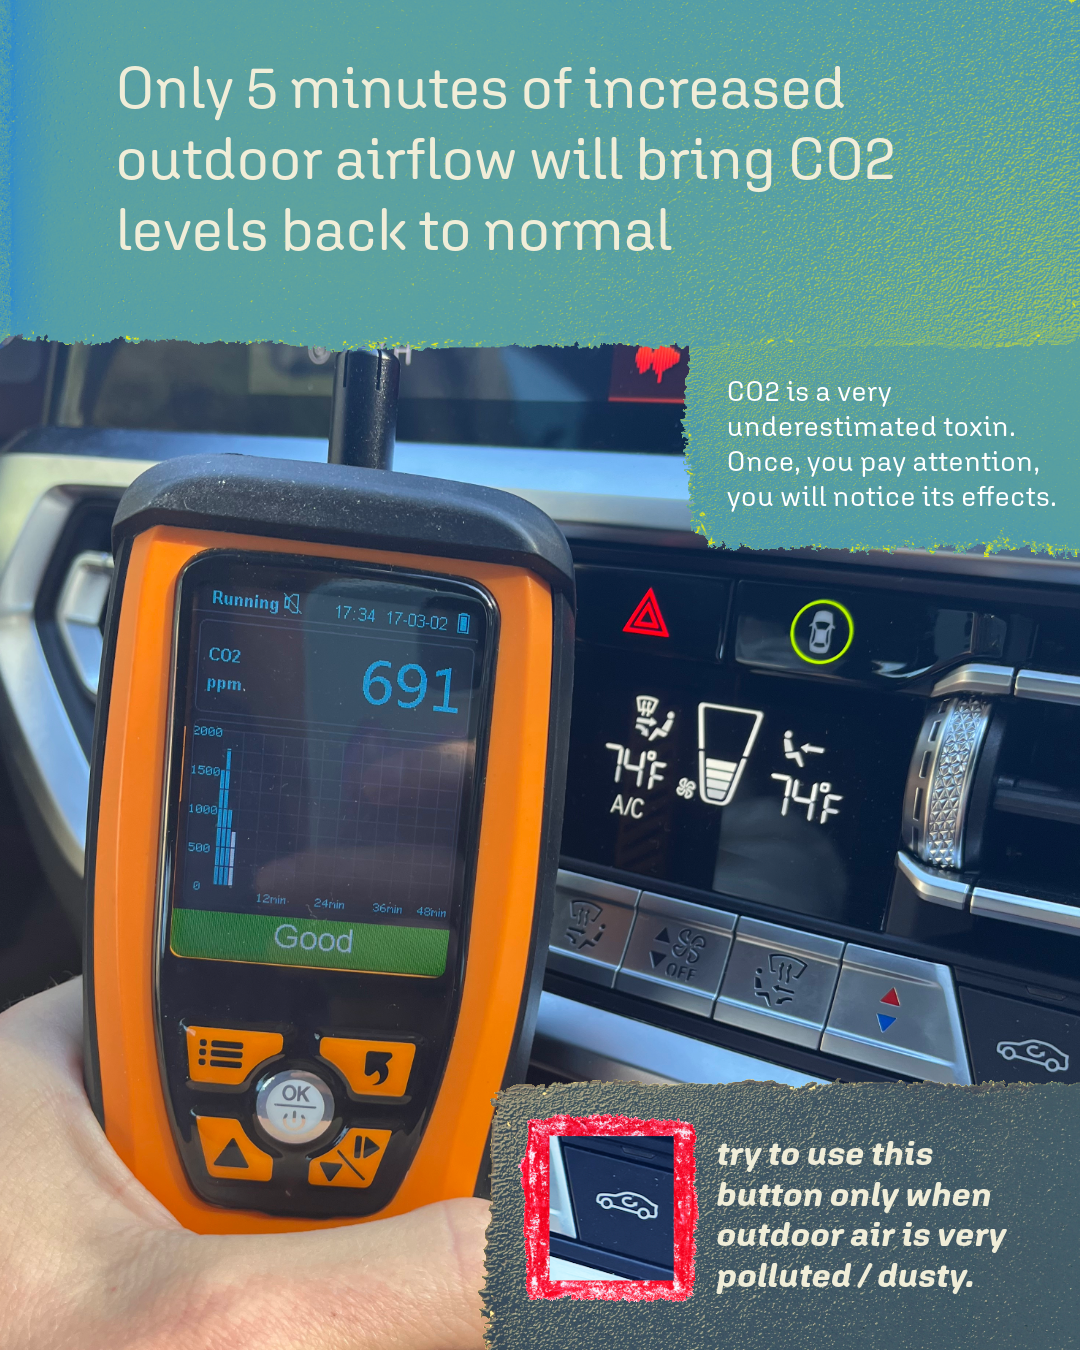 Only 5 minutes of increased
outdoor airflow will bring CO2
levels back to normal
CO2 is a very
underestimated toxin.
Once, you pay attention,
you will notice its effects.
Running 17:34 17-03-02
CO2
ppm.
691
2000
1500
1000
500
0
12min 24min 36min 48min
Good
OK
74°F
74°F
A/C
OFF
try to use this
button only when
outdoor air is very
polluted / dusty.